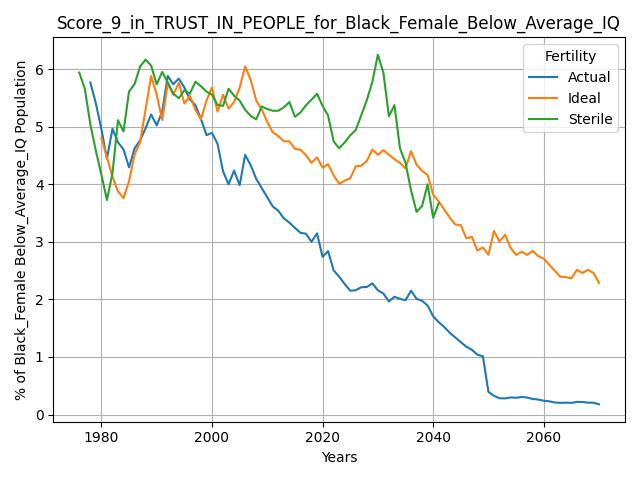 Score_9_in_TRUST_IN_PEOPLE_for_Black_Female_Below_Average_IQ
Fertility
Actual
Ideal
Sterile
% of Black_Female Below_Average_IQ Population
6
5
4
3
2
1
0
1980 2000 2020 2040 2060
Years